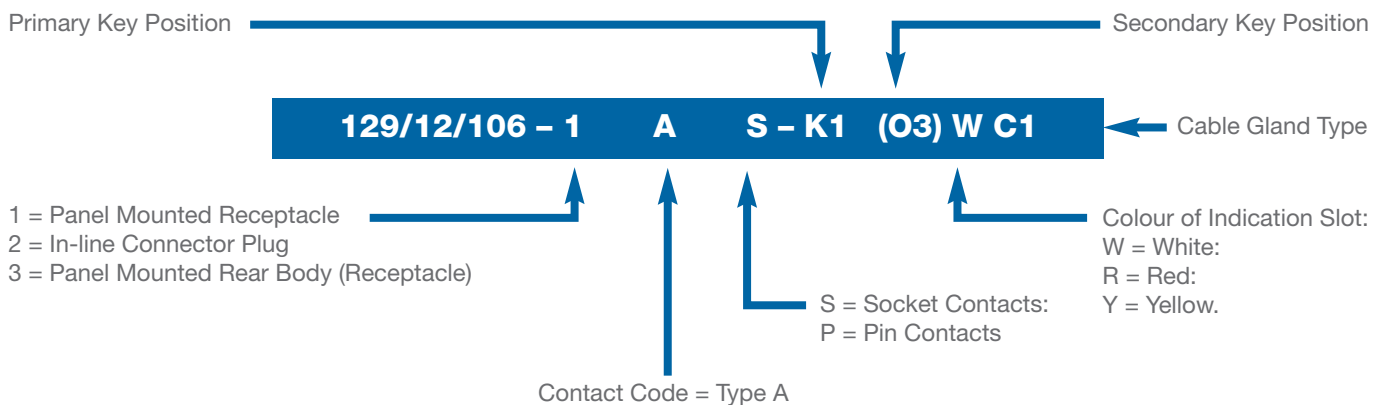 Primary Key Position
Secondary Key Position
129/12/106 – 1 A S – K1 (O3) W C1
Cable Gland Type
1 = Panel Mounted Receptacle
2 = In-line Connector Plug
3 = Panel Mounted Rear Body (Receptacle)
Colour of Indication Slot:
W = White:
R = Red:
Y = Yellow.
S = Socket Contacts:
P = Pin Contacts
Contact Code = Type A